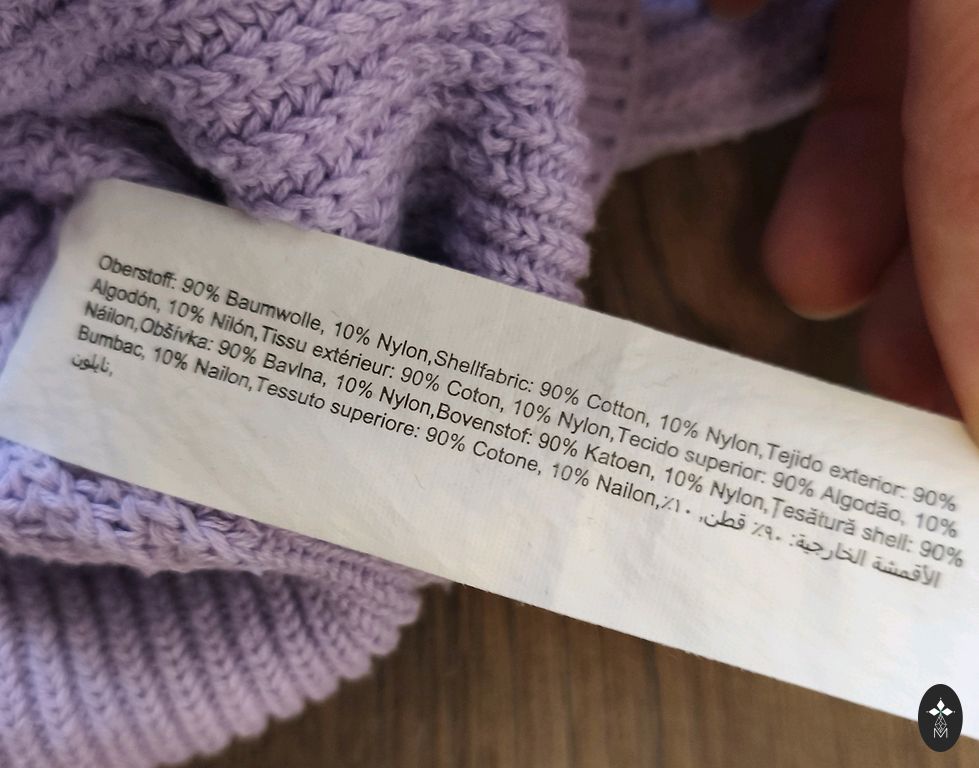 Oberstoff: 90% Baumwolle, 10% Nylon,Shellfabric: 90% Cotton, 10% Nylon,Tejido exterior: 90%
Algodón, 10% Nilón,Tissu extérieur: 90% Coton, 10% Nylon,Tecido superior: 90% Algodão, 10%
Náilon,Obšívka: 90% Bavlna, 10% Nylon,Bovenstof: 90% Katoen, 10% Nylon,Țesătură shell: 90%
Bumbac, 10% Nailon,Tessuto superiore: 90% Cotone, 10% Nailon,الأقمشة الخارجية: ٩٠٪ قطن, ١٠٪
نايلون,
M